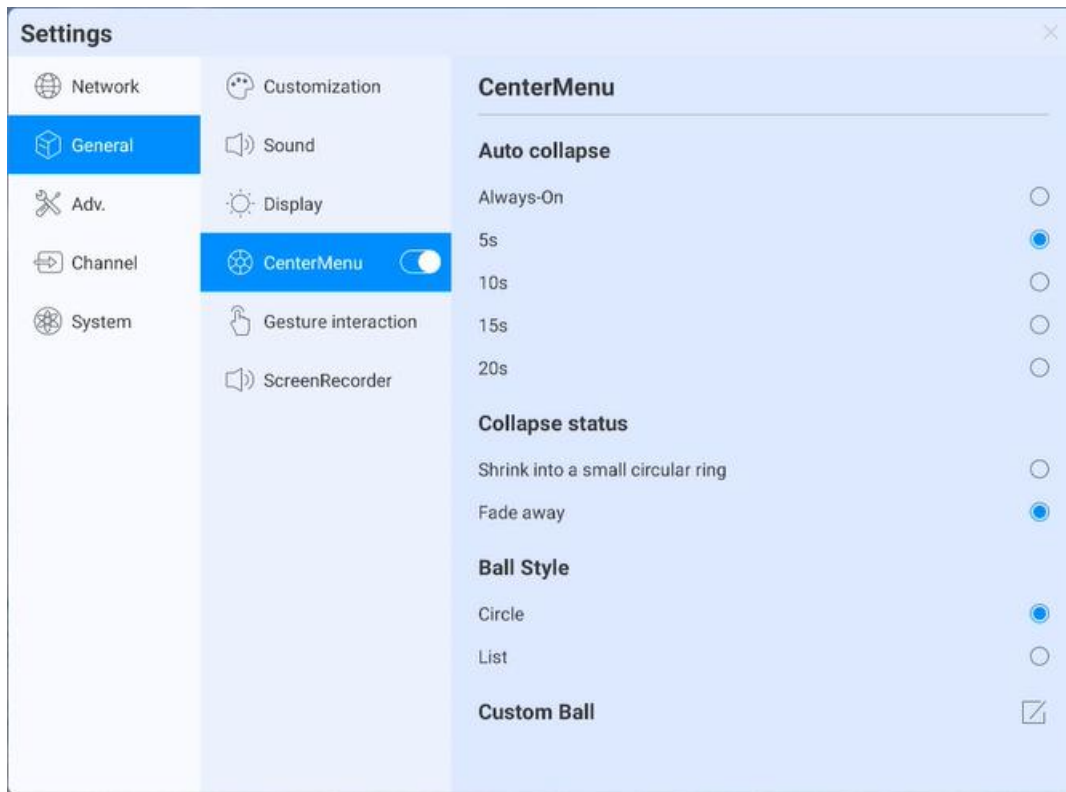 Settings
Network
General
Adv.
Channel
System
Customization
Sound
Display
CenterMenu
Gesture interaction
ScreenRecorder
CenterMenu
Auto collapse
Always-On
5s
10s
15s
20s
Collapse status
Shrink into a small circular ring
Fade away
Ball Style
Circle
List
Custom Ball